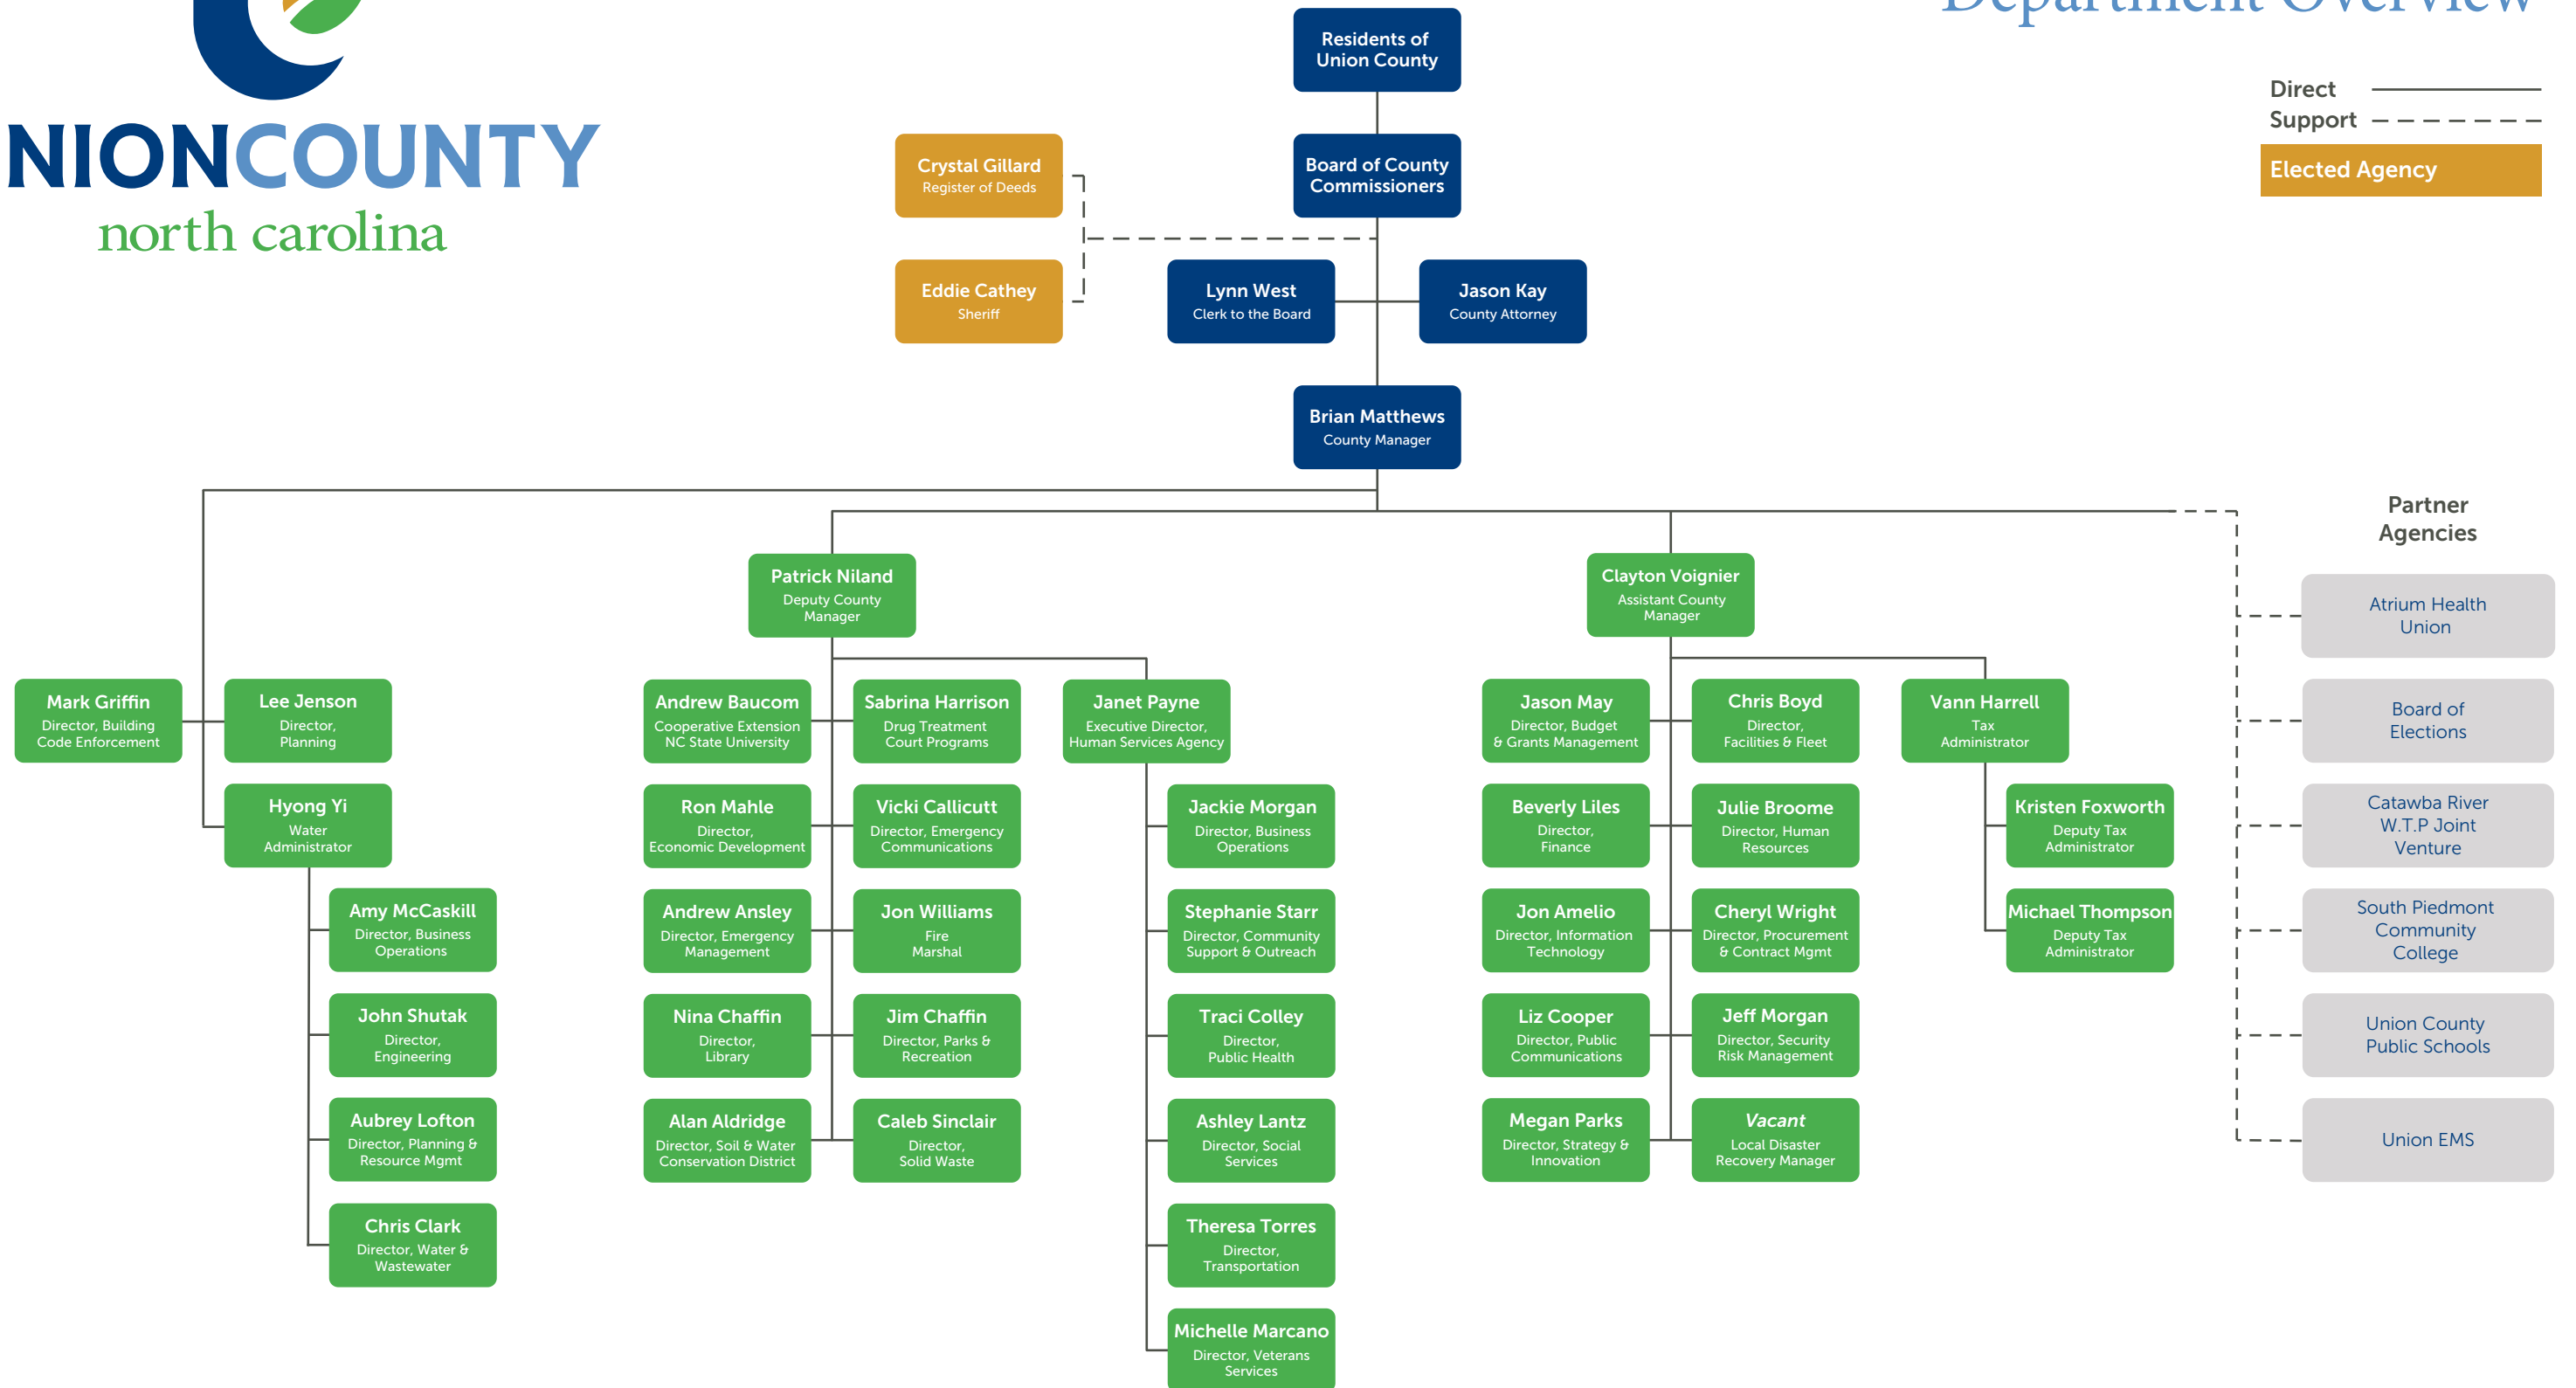 Department Overview
NIONCOUNTY
north carolina
Direct
Support
Elected Agency
Residents of
Union County
Board of County
Commissioners
Crystal Gillard
Register of Deeds
Eddie Cathey
Sheriff
Lynn West
Clerk to the Board
Jason Kay
County Attorney
Brian Matthews
County Manager
Mark Griffin
Director, Building
Code Enforcement
Lee Jenson
Director,
Planning
Hyong Yi
Water
Administrator
Amy McCaskill
Director, Business
Operations
John Shutak
Director,
Engineering
Aubrey Lofton
Director, Planning &
Resource Mgmt
Chris Clark
Director, Water &
Wastewater
Patrick Niland
Deputy County
Manager
Andrew Baucom
Cooperative Extension
NC State University
Sabrina Harrison
Drug Treatment
Court Programs
Ron Mahle
Director,
Economic Development
Vicki Callicutt
Director, Emergency
Communications
Andrew Ansley
Director, Emergency
Management
Jon Williams
Fire
Marshal
Nina Chaffin
Director,
Library
Jim Chaffin
Director, Parks &
Recreation
Alan Aldridge
Director, Soil & Water
Conservation District
Caleb Sinclair
Director,
Solid Waste
Janet Payne
Executive Director,
Human Services Agency
Jackie Morgan
Director, Business
Operations
Stephanie Starr
Director, Community
Support & Outreach
Traci Colley
Director,
Public Health
Ashley Lantz
Director, Social
Services
Theresa Torres
Director,
Transportation
Michelle Marcano
Director, Veterans
Services
Clayton Voignier
Assistant County
Manager
Jason May
Director, Budget
& Grants Management
Chris Boyd
Director,
Facilities & Fleet
Beverly Liles
Director,
Finance
Julie Broome
Director, Human
Resources
Jon Amelio
Director, Information
Technology
Cheryl Wright
Director, Procurement
& Contract Mgmt
Liz Cooper
Director, Public
Communications
Jeff Morgan
Director, Security
Risk Management
Megan Parks
Director, Strategy &
Innovation
Vacant
Local Disaster
Recovery Manager
Vann Harrell
Tax
Administrator
Kristen Foxworth
Deputy Tax
Administrator
Michael Thompson
Deputy Tax
Administrator
Partner
Agencies
Atrium Health
Union
Board of
Elections
Catawba River
W.T.P Joint
Venture
South Piedmont
Community
College
Union County
Public Schools
Union EMS